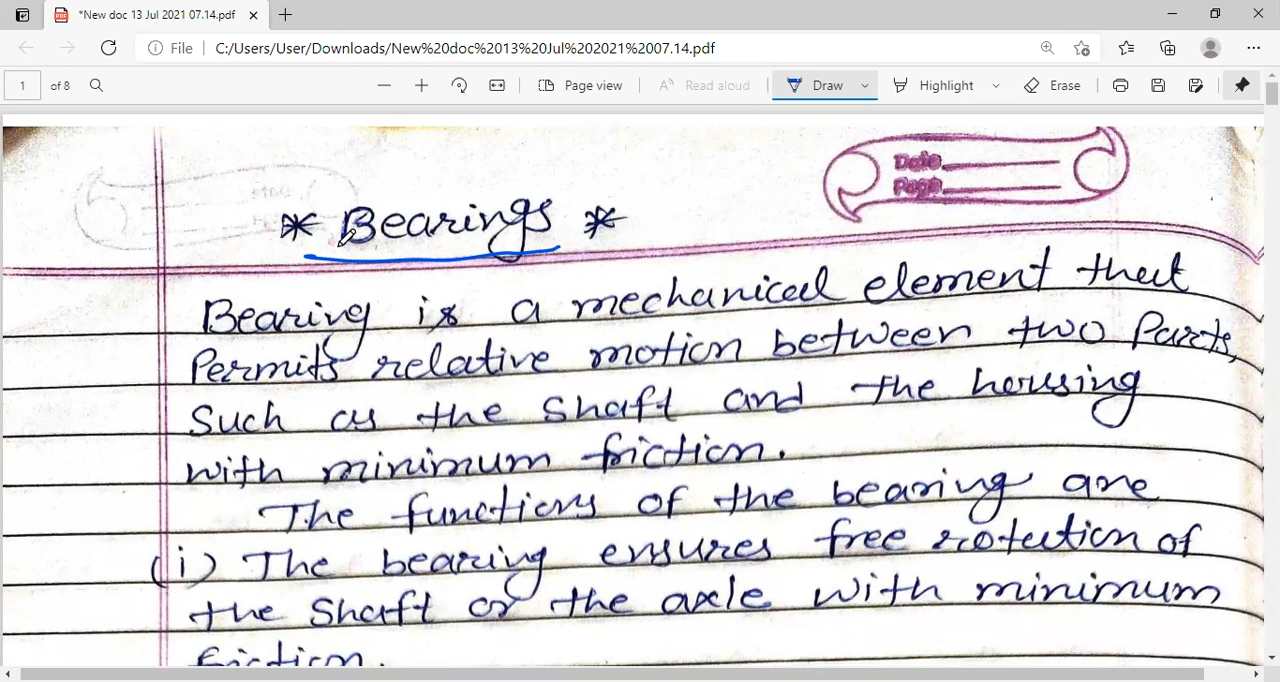 *New doc 13 Jul 2021 07.14.pdf
File
C:/Users/User/Downloads/New%20doc%2013%20Jul%202021%2007.14.pdf
1 of 8
Page view
Read aloud
Draw
Highlight
Erase
Date
Page
* Bearings *
Bearing is a mechanical element that
Permits relative motion between two Parts,
Such as the Shaft and the housing
with minimum friction.
The functions of the bearing are
(i) The bearing ensures free rotation of
the Shaft or the axle with minimum
friction.